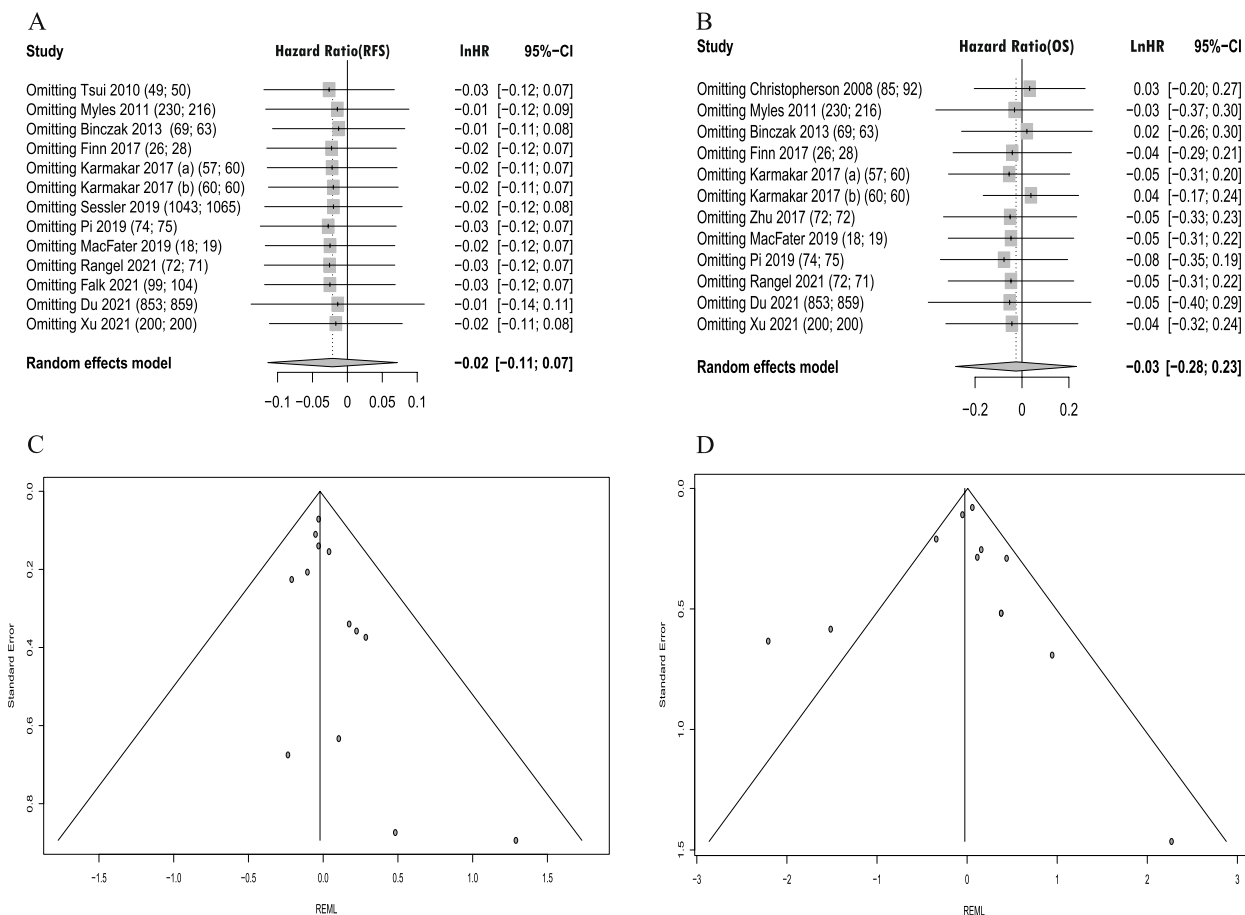 A
Study Hazard Ratio(RFS) lnHR 95%−CI
Omitting Tsui 2010 (49; 50) −0.03 [−0.12; 0.07]
Omitting Myles 2011 (230; 216) −0.01 [−0.12; 0.09]
Omitting Binczak 2013 (69; 63) −0.01 [−0.11; 0.08]
Omitting Finn 2017 (26; 28) −0.02 [−0.12; 0.07]
Omitting Karmakar 2017 (a) (57; 60) −0.02 [−0.11; 0.07]
Omitting Karmakar 2017 (b) (60; 60) −0.02 [−0.11; 0.07]
Omitting Sessler 2019 (1043; 1065) −0.02 [−0.12; 0.08]
Omitting Pi 2019 (74; 75) −0.03 [−0.12; 0.07]
Omitting MacFater 2019 (18; 19) −0.02 [−0.12; 0.07]
Omitting Rangel 2021 (72; 71) −0.03 [−0.12; 0.07]
Omitting Falk 2021 (99; 104) −0.03 [−0.12; 0.07]
Omitting Du 2021 (853; 859) −0.01 [−0.14; 0.11]
Omitting Xu 2021 (200; 200) −0.02 [−0.11; 0.08]
Random effects model −0.02 [−0.11; 0.07]
−0.1 −0.05 0 0.05 0.1
B
Study Hazard Ratio(OS) LnHR 95%−CI
Omitting Christopherson 2008 (85; 92) 0.03 [−0.20; 0.27]
Omitting Myles 2011 (230; 216) −0.03 [−0.37; 0.30]
Omitting Binczak 2013 (69; 63) 0.02 [−0.26; 0.30]
Omitting Finn 2017 (26; 28) −0.04 [−0.29; 0.21]
Omitting Karmakar 2017 (a) (57; 60) −0.05 [−0.31; 0.20]
Omitting Karmakar 2017 (b) (60; 60) 0.04 [−0.17; 0.24]
Omitting Zhu 2017 (72; 72) −0.05 [−0.33; 0.23]
Omitting MacFater 2019 (18; 19) −0.05 [−0.31; 0.22]
Omitting Pi 2019 (74; 75) −0.08 [−0.35; 0.19]
Omitting Rangel 2021 (72; 71) −0.05 [−0.31; 0.22]
Omitting Du 2021 (853; 859) −0.05 [−0.40; 0.29]
Omitting Xu 2021 (200; 200) −0.04 [−0.32; 0.24]
Random effects model −0.03 [−0.28; 0.23]
−0.2 0 0.2
C
Standard Error
0.0
0.2
0.4
0.6
0.8
−1.5 −1.0 −0.5 0.0 0.5 1.0 1.5
REML
D
Standard Error
0.0
0.5
1.0
1.5
−3 −2 −1 0 1 2 3
REML